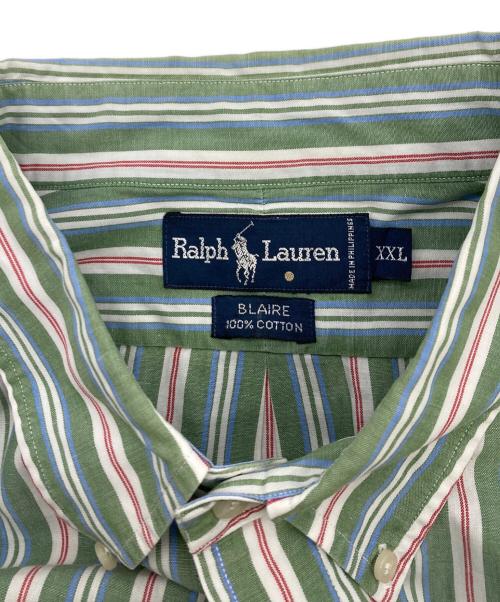 Ralph Lauren
MADE IN PHILIPPINES
XXL
BLAIRE
100% COTTON